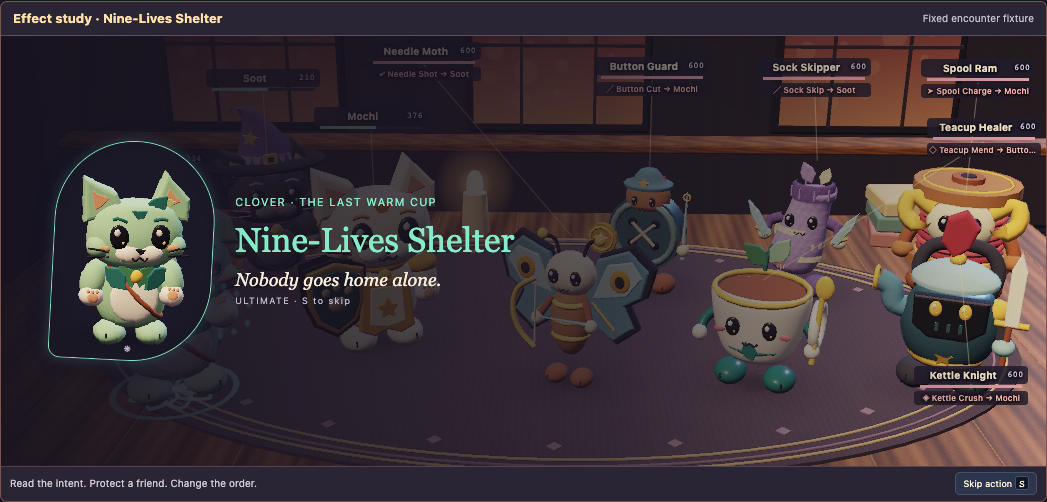 Effect study · Nine-Lives Shelter
Fixed encounter fixture
Needle Moth 600
✓ Needle Shot → Soot
Soot 210
Mochi 376
Button Guard 600
⟋ Button Cut → Mochi
Sock Skipper 600
⟋ Sock Skip → Soot
Spool Ram 600
➤ Spool Charge → Mochi
Teacup Healer 600
◇ Teacup Mend → Butto...
CLOVER · THE LAST WARM CUP
Nine-Lives Shelter
Nobody goes home alone.
ULTIMATE · S to skip
Kettle Knight 600
◈ Kettle Crush → Mochi
Read the intent. Protect a friend. Change the order.
Skip action S